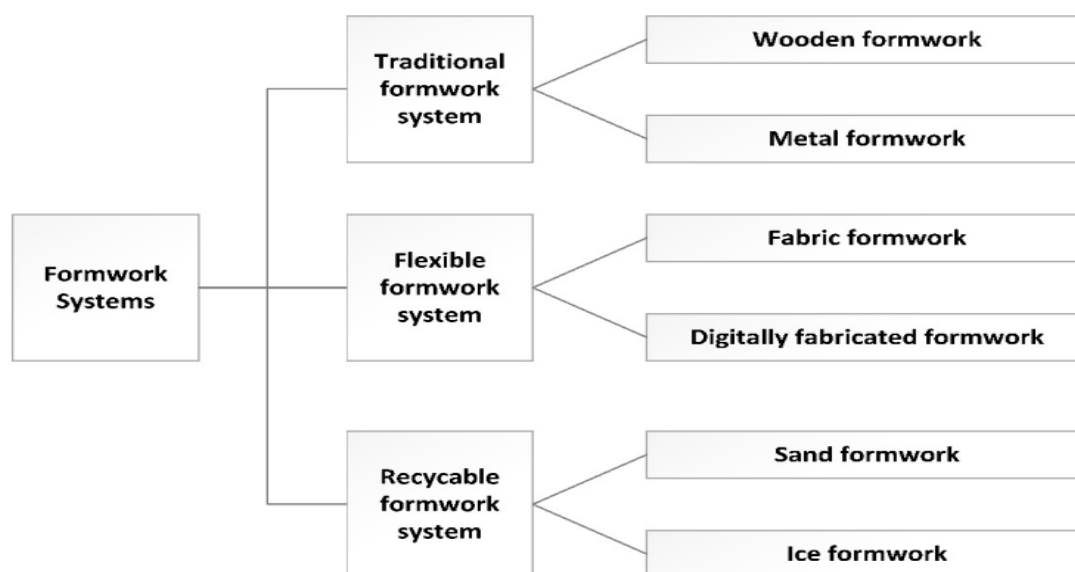 Formwork
Systems
Traditional
formwork
system
Wooden formwork
Metal formwork
Flexible
formwork
system
Fabric formwork
Digitally fabricated formwork
Recycable
formwork
system
Sand formwork
Ice formwork